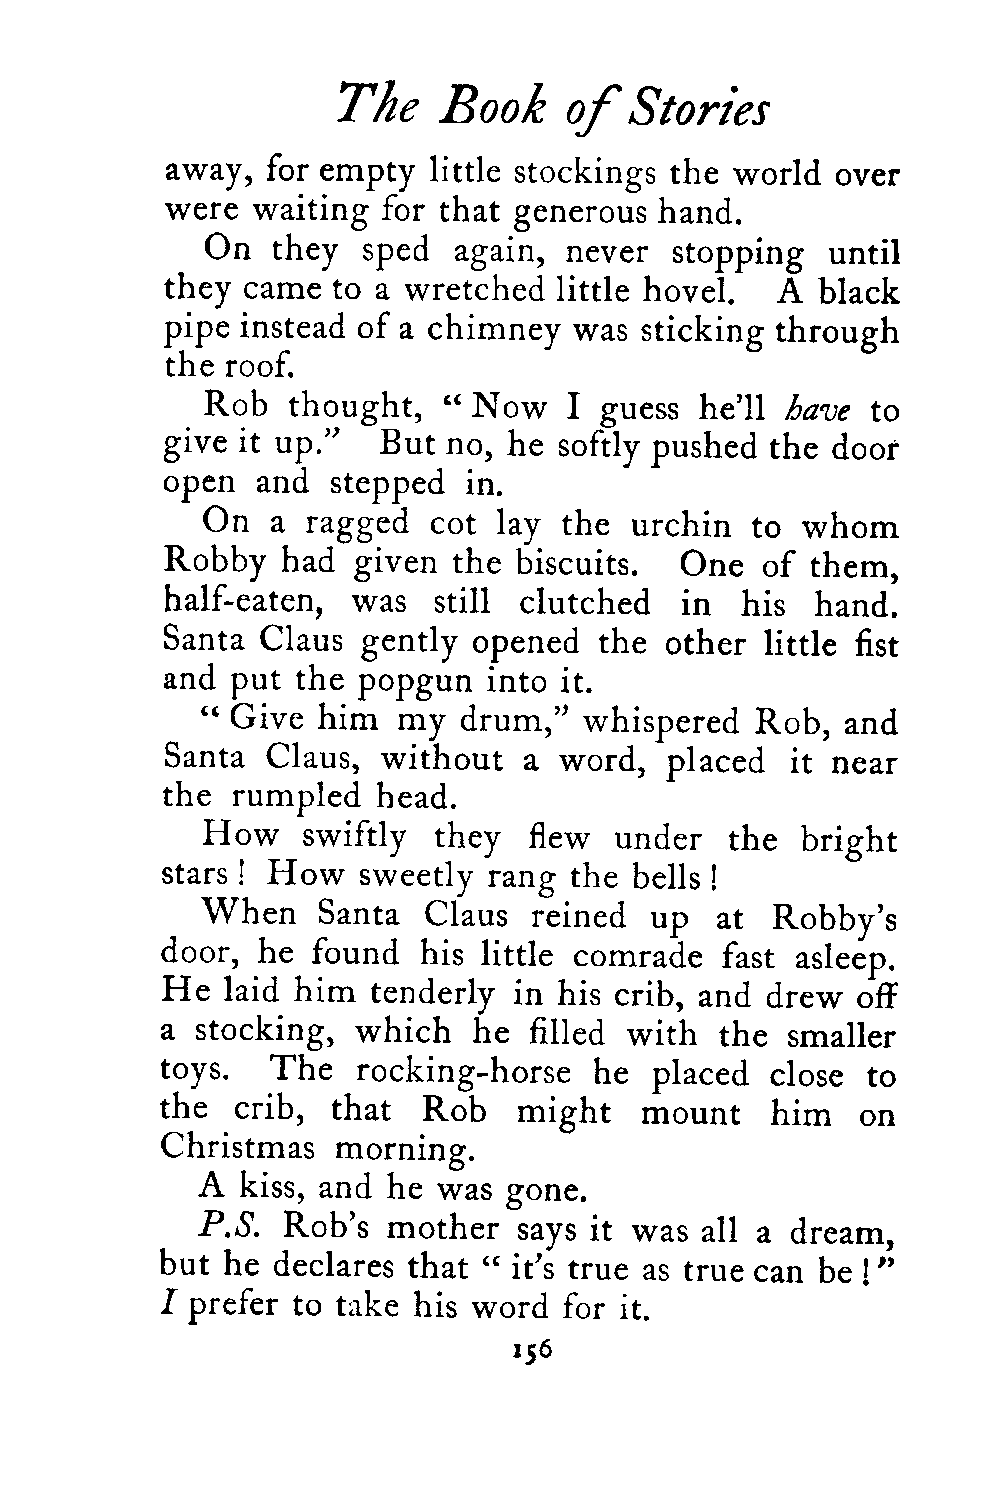 The Book of Stories
away, for empty little stockings the world over
were waiting for that generous hand.
On they sped again, never stopping until
they came to a wretched little hovel. A black
pipe instead of a chimney was sticking through
the roof.
Rob thought, “ Now I guess he’ll have to
give it up.” But no, he softly pushed the door
open and stepped in.
On a ragged cot lay the urchin to whom
Robby had given the biscuits. One of them,
half-eaten, was still clutched in his hand.
Santa Claus gently opened the other little fist
and put the popgun into it.
“ Give him my drum,” whispered Rob, and
Santa Claus, without a word, placed it near
the rumpled head.
How swiftly they flew under the bright
stars ! How sweetly rang the bells !
When Santa Claus reined up at Robby’s
door, he found his little comrade fast asleep.
He laid him tenderly in his crib, and drew off
a stocking, which he filled with the smaller
toys. The rocking-horse he placed close to
the crib, that Rob might mount him on
Christmas morning.
A kiss, and he was gone.
P.S. Rob’s mother says it was all a dream,
but he declares that “ it’s true as true can be ! ”
I prefer to take his word for it.
156